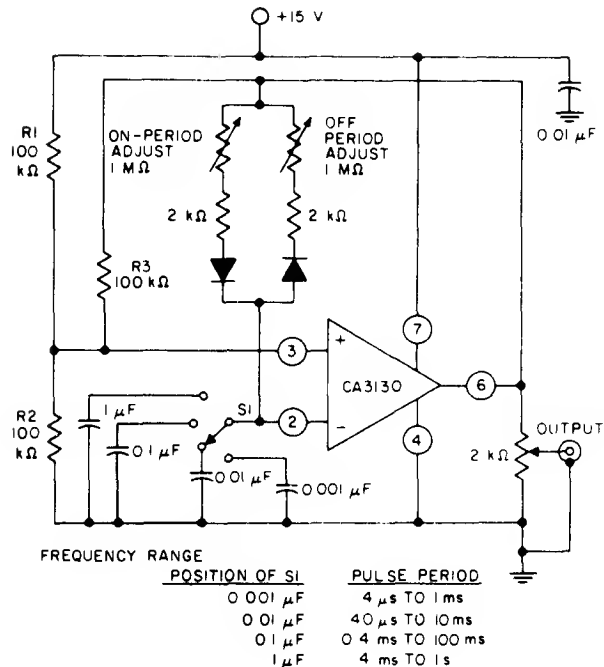 +15 V
R1
100
kΩ
ON-PERIOD
ADJUST
1 MΩ
OFF
PERIOD
ADJUST
1 MΩ
0.01 μF
2 kΩ
2 kΩ
R3
100 kΩ
7
3
+
CA3130
6
R2
100
kΩ
1 μF
S1
2
-
4
OUTPUT
0.1 μF
0.01 μF
0.001 μF
2 kΩ
FREQUENCY RANGE
POSITION OF S1 PULSE PERIOD
0.001 μF 4 μs TO 1 ms
0.01 μF 40 μs TO 10 ms
0.1 μF 0.4 ms TO 100 ms
1 μF 4 ms TO 1 s